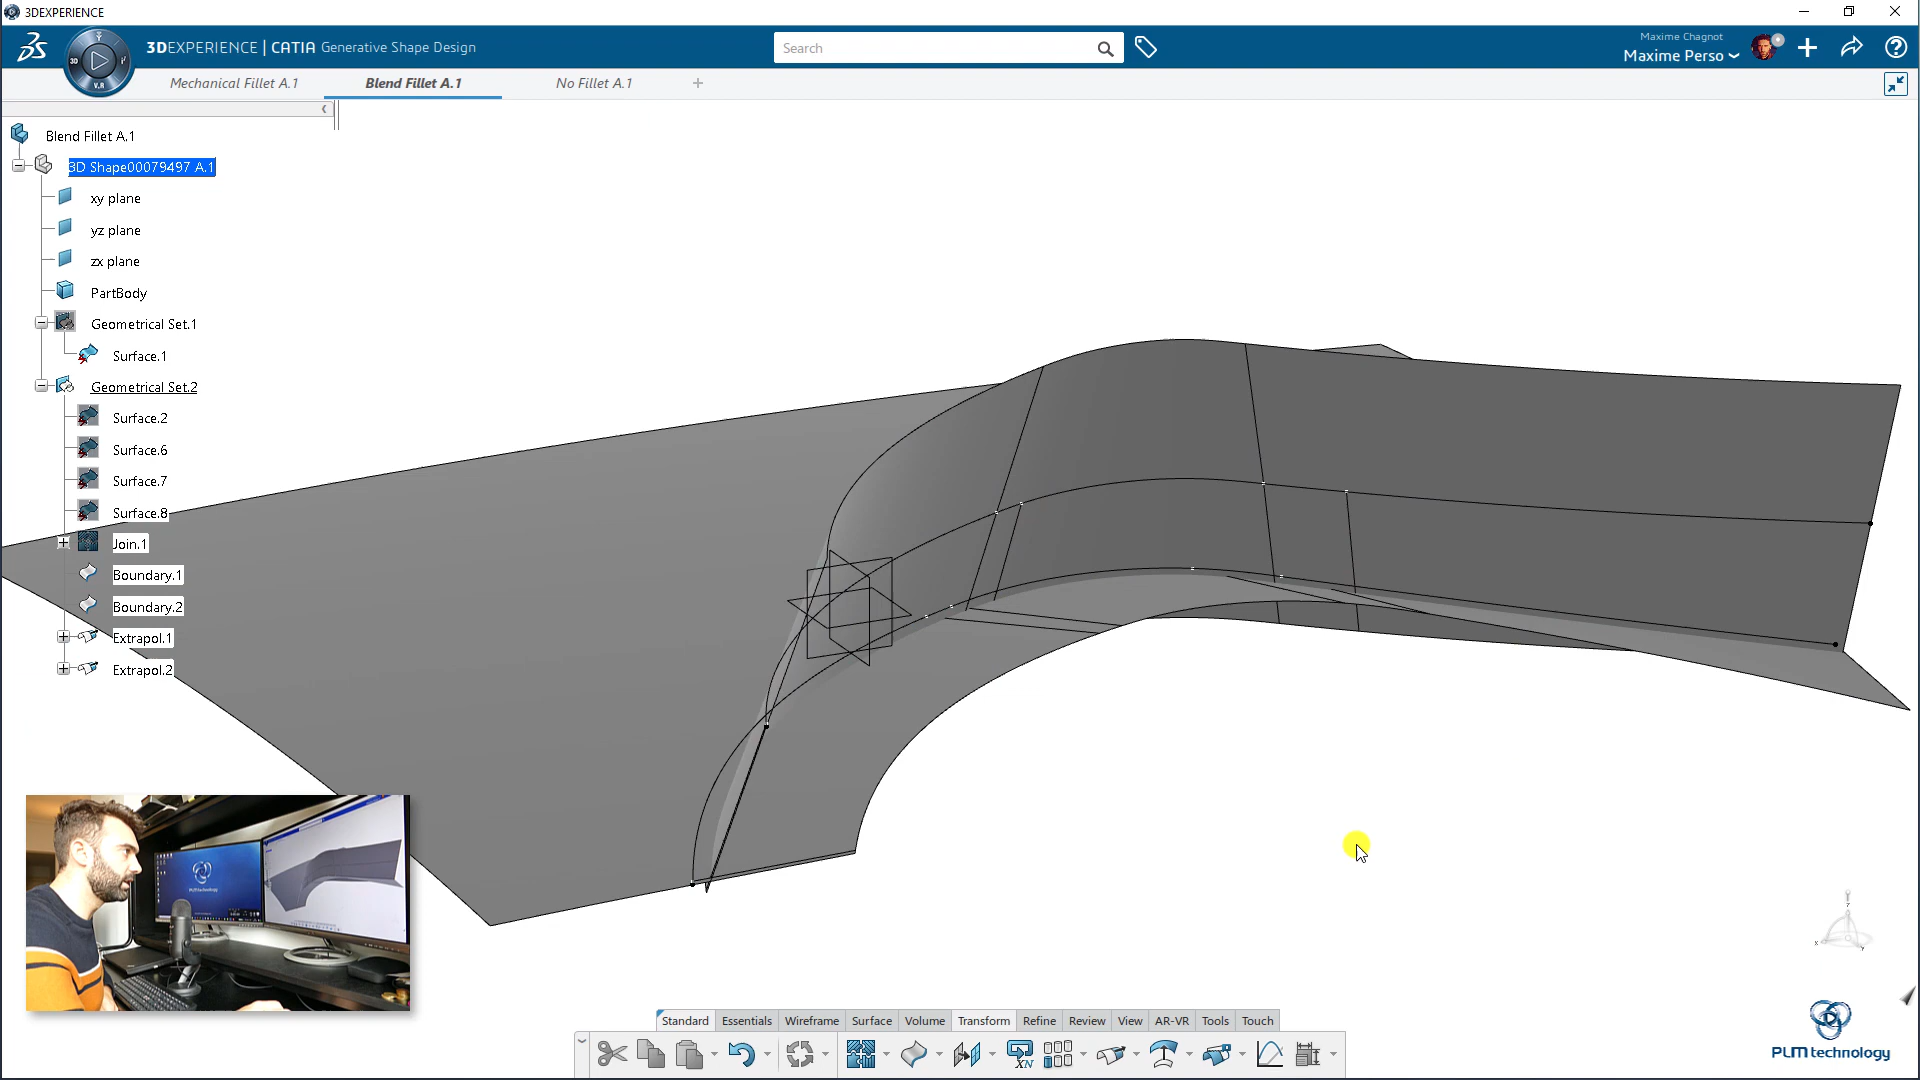 3DEXPERIENCE
3DEXPERIENCE | CATIA Generative Shape Design
Search
Maxime Chagnot
Maxime Perso
3D
V.R
Mechanical Fillet A.1
Blend Fillet A.1
No Fillet A.1
Blend Fillet A.1
3D Shape00079497 A.1
xy plane
yz plane
zx plane
PartBody
Geometrical Set.1
Surface.1
Geometrical Set.2
Surface.2
Surface.6
Surface.7
Surface.8
Join.1
Boundary.1
Boundary.2
Extrapol.1
Extrapol.2
Standard
Essentials
Wireframe
Surface
Volume
Transform
Refine
Review
View
AR-VR
Tools
Touch
XN
PLM technology